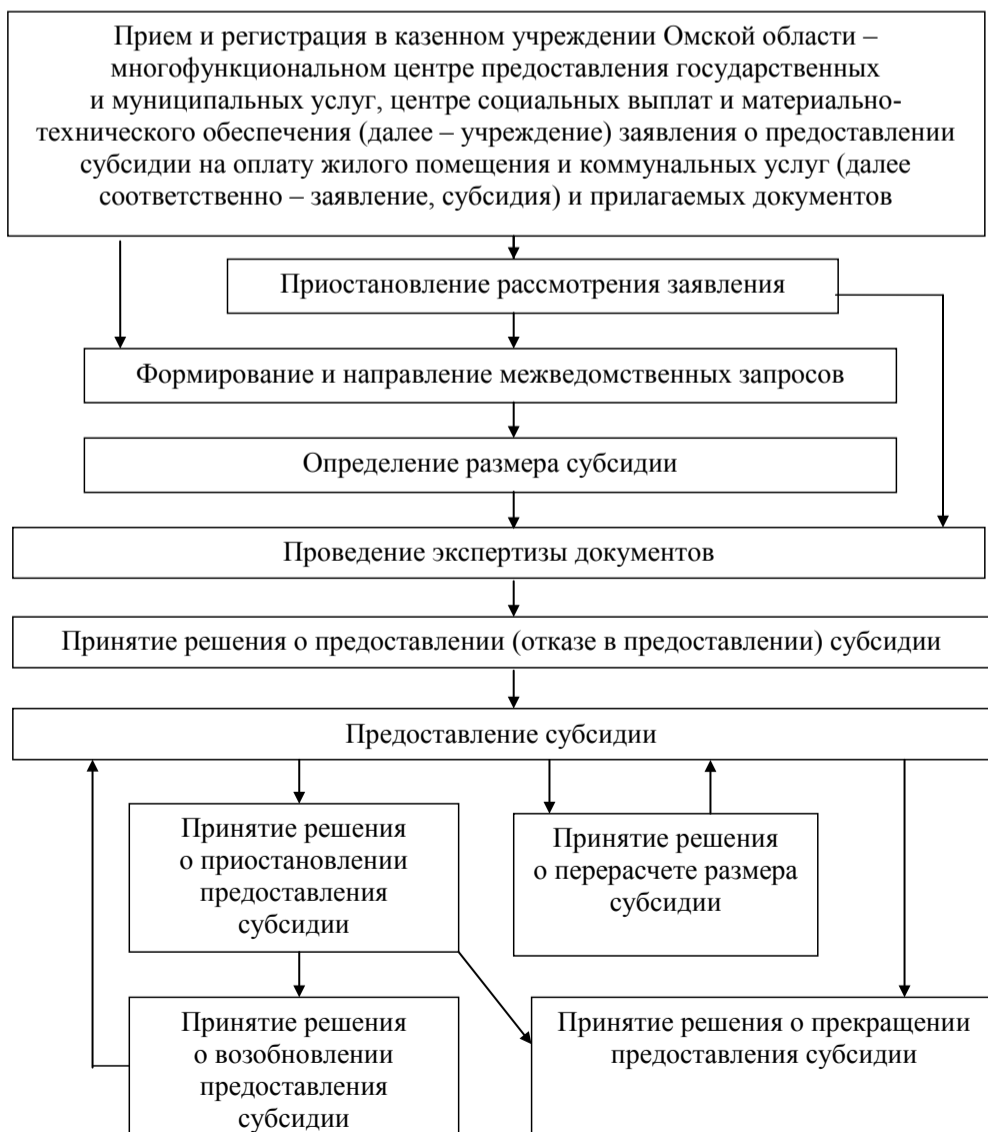 Прием и регистрация в казенном учреждении Омской области –
многофункциональном центре предоставления государственных
и муниципальных услуг, центре социальных выплат и материально-
технического обеспечения (далее – учреждение) заявления о предоставлении
субсидии на оплату жилого помещения и коммунальных услуг (далее
соответственно – заявление, субсидия) и прилагаемых документов
Приостановление рассмотрения заявления
Формирование и направление межведомственных запросов
Определение размера субсидии
Проведение экспертизы документов
Принятие решения о предоставлении (отказе в предоставлении) субсидии
Предоставление субсидии
Принятие решения
о приостановлении
предоставления
субсидии
Принятие решения
о перерасчете размера
субсидии
Принятие решения
о возобновлении
предоставления
субсидии
Принятие решения о прекращении
предоставления субсидии